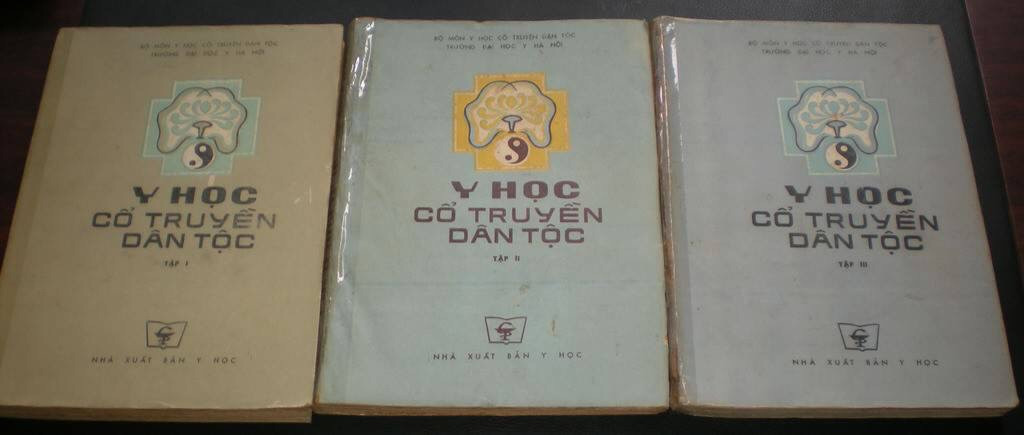 BỘ MÔN Y HỌC CỔ TRUYỀN DÂN TỘC
TRƯỜNG ĐẠI HỌC Y HÀ NỘI
Y HỌC
CỔ TRUYỀN
DÂN TỘC
TẬP I
NHÀ XUẤT BẢN Y HỌC
BỘ MÔN Y HỌC CỔ TRUYỀN DÂN TỘC
TRƯỜNG ĐẠI HỌC Y HÀ NỘI
Y HỌC
CỔ TRUYỀN
DÂN TỘC
TẬP II
NHÀ XUẤT BẢN Y HỌC
BỘ MÔN Y HỌC CỔ TRUYỀN DÂN TỘC
TRƯỜNG ĐẠI HỌC Y HÀ NỘI
Y HỌC
CỔ TRUYỀN
DÂN TỘC
TẬP III
NHÀ XUẤT BẢN Y HỌC